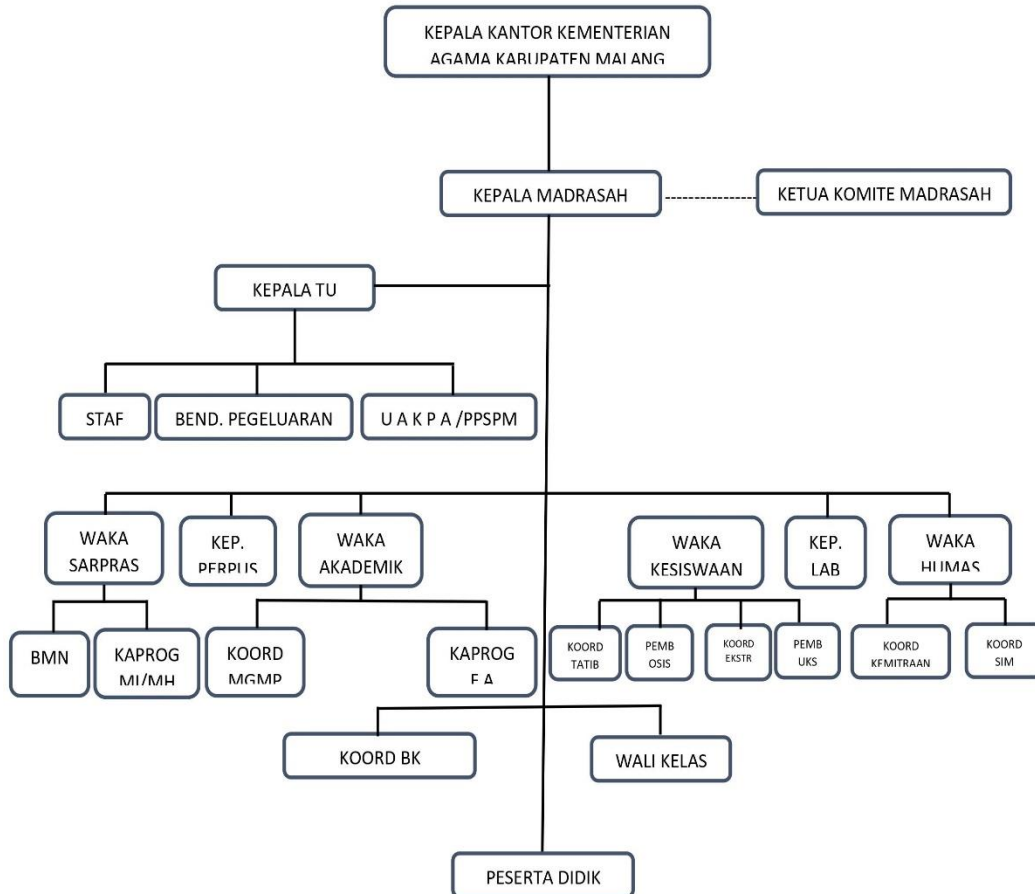 KEPALA KANTOR KEMENTERIAN
AGAMA KABUPATEN MALANG
KEPALA MADRASAH
KETUA KOMITE MADRASAH
KEPALA TU
STAF
BEND. PEGELUARAN
U A K P A /PPSPM
WAKA
SARPRAS
KEP.
PERPUS
WAKA
AKADEMIK
WAKA
KESISWAAN
KEP.
LAB
WAKA
HUMAS
BMN
KAPROG
MI/MH
KOORD
MGMP
KAPROG
KOORD
TATIB
PEMB
OSIS
KOORD
EKSTR
PEMB
UKS
KOORD
KEMITRAAN
KOORD
SIM
KOORD BK
WALI KELAS
PESERTA DIDIK